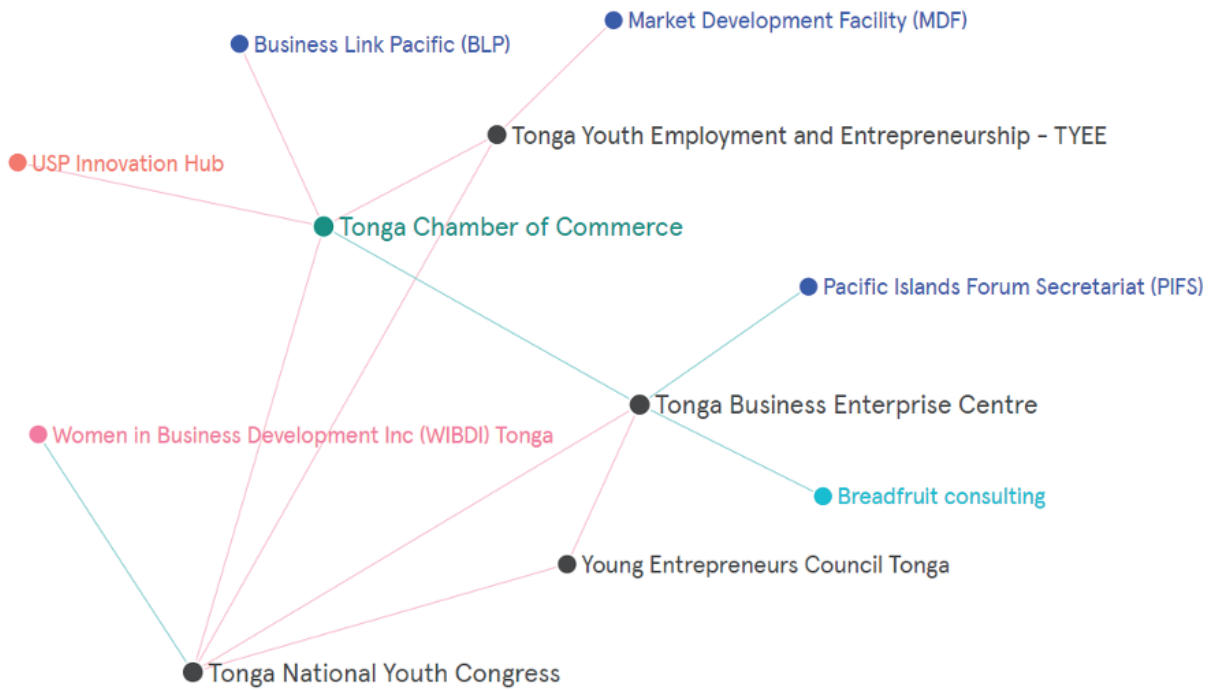 Market Development Facility (MDF)
Business Link Pacific (BLP)
Tonga Youth Employment and Entrepreneurship - TYEE
USP Innovation Hub
Tonga Chamber of Commerce
Pacific Islands Forum Secretariat (PIFS)
Tonga Business Enterprise Centre
Women in Business Development Inc (WIBDI) Tonga
Breadfruit consulting
Young Entrepreneurs Council Tonga
Tonga National Youth Congress